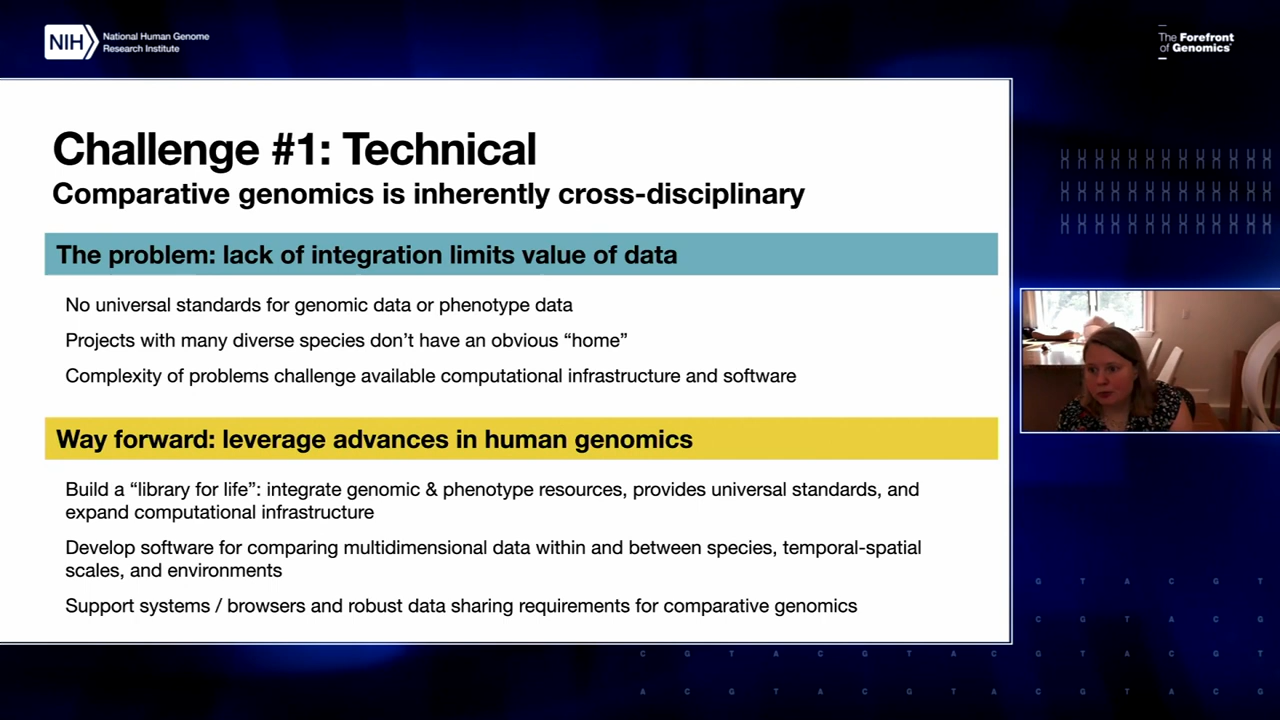 NIH
National Human Genome
Research Institute
The Forefront
of Genomics®
Challenge #1: Technical
Comparative genomics is inherently cross-disciplinary
The problem: lack of integration limits value of data
No universal standards for genomic data or phenotype data
Projects with many diverse species don’t have an obvious “home”
Complexity of problems challenge available computational infrastructure and software
Way forward: leverage advances in human genomics
Build a “library for life”: integrate genomic & phenotype resources, provides universal standards, and
expand computational infrastructure
Develop software for comparing multidimensional data within and between species, temporal-spatial
scales, and environments
Support systems / browsers and robust data sharing requirements for comparative genomics
G T A C G T
C G T A C G
C G T A C G T A C G T A C G T
A C G T A C G T A C G T A C G